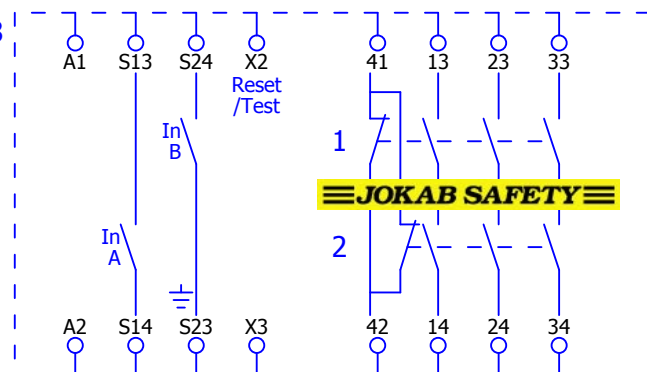 A1 S13 S24 X2 41 13 23 33
Reset
/Test
In
B
1
JOKAB SAFETY
In
A
2
A2 S14 S23 X3 42 14 24 34